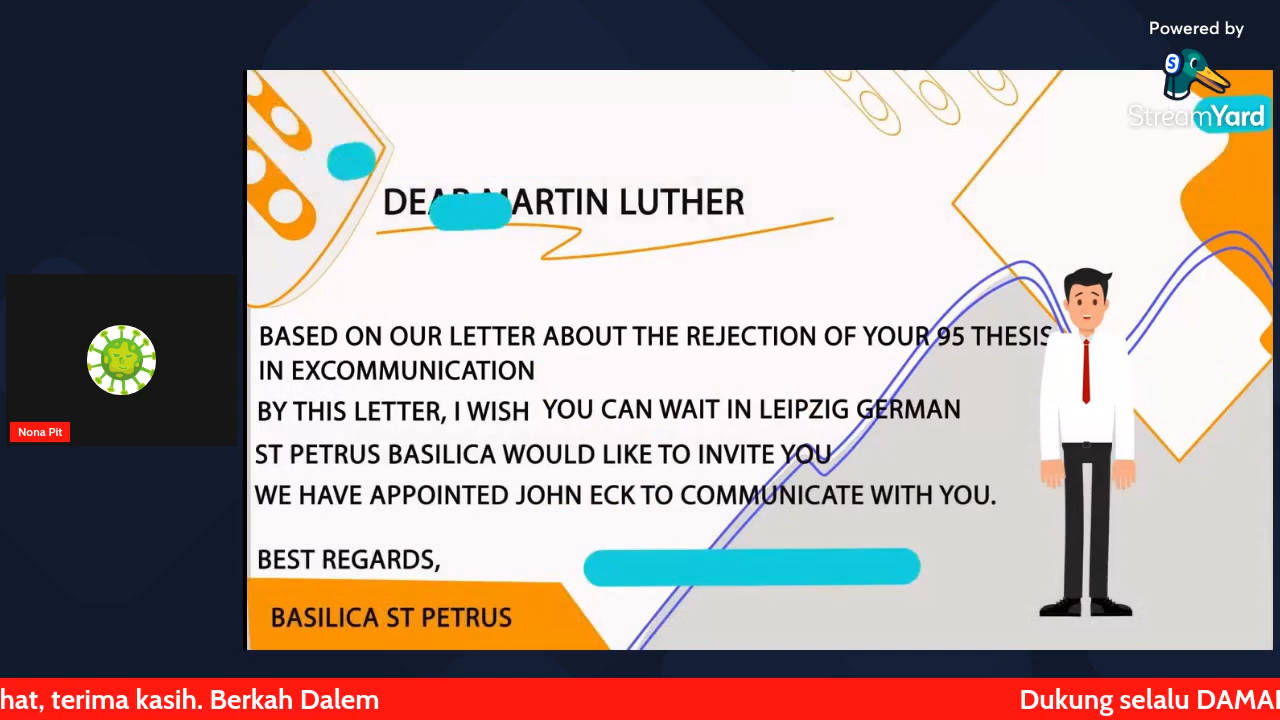 Powered by
StreamYard
DEAR MARTIN LUTHER
BASED ON OUR LETTER ABOUT THE REJECTION OF YOUR 95 THESIS
IN EXCOMMUNICATION
BY THIS LETTER, I WISH YOU CAN WAIT IN LEIPZIG GERMAN
ST PETRUS BASILICA WOULD LIKE TO INVITE YOU
WE HAVE APPOINTED JOHN ECK TO COMMUNICATE WITH YOU.
BEST REGARDS,
BASILICA ST PETRUS
Nona Pit
hat, terima kasih. Berkah Dalem
Dukung selalu DAMAI